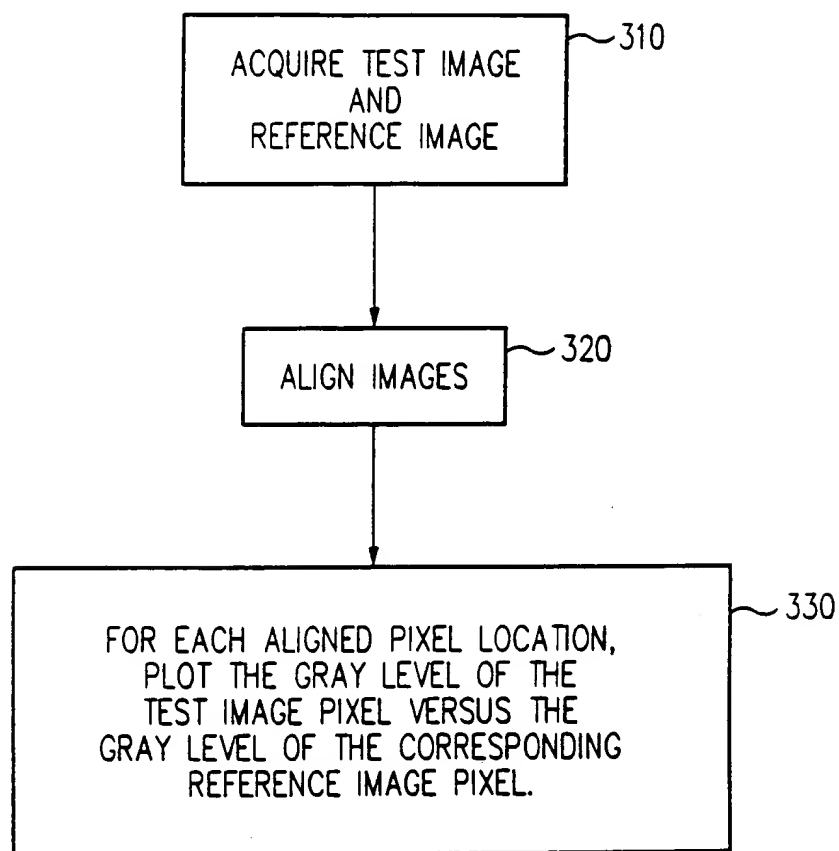 310
ACQUIRE TEST IMAGE
AND
REFERENCE IMAGE
320
ALIGN IMAGES
330
FOR EACH ALIGNED PIXEL LOCATION,
PLOT THE GRAY LEVEL OF THE
TEST IMAGE PIXEL VERSUS THE
GRAY LEVEL OF THE CORRESPONDING
REFERENCE IMAGE PIXEL.